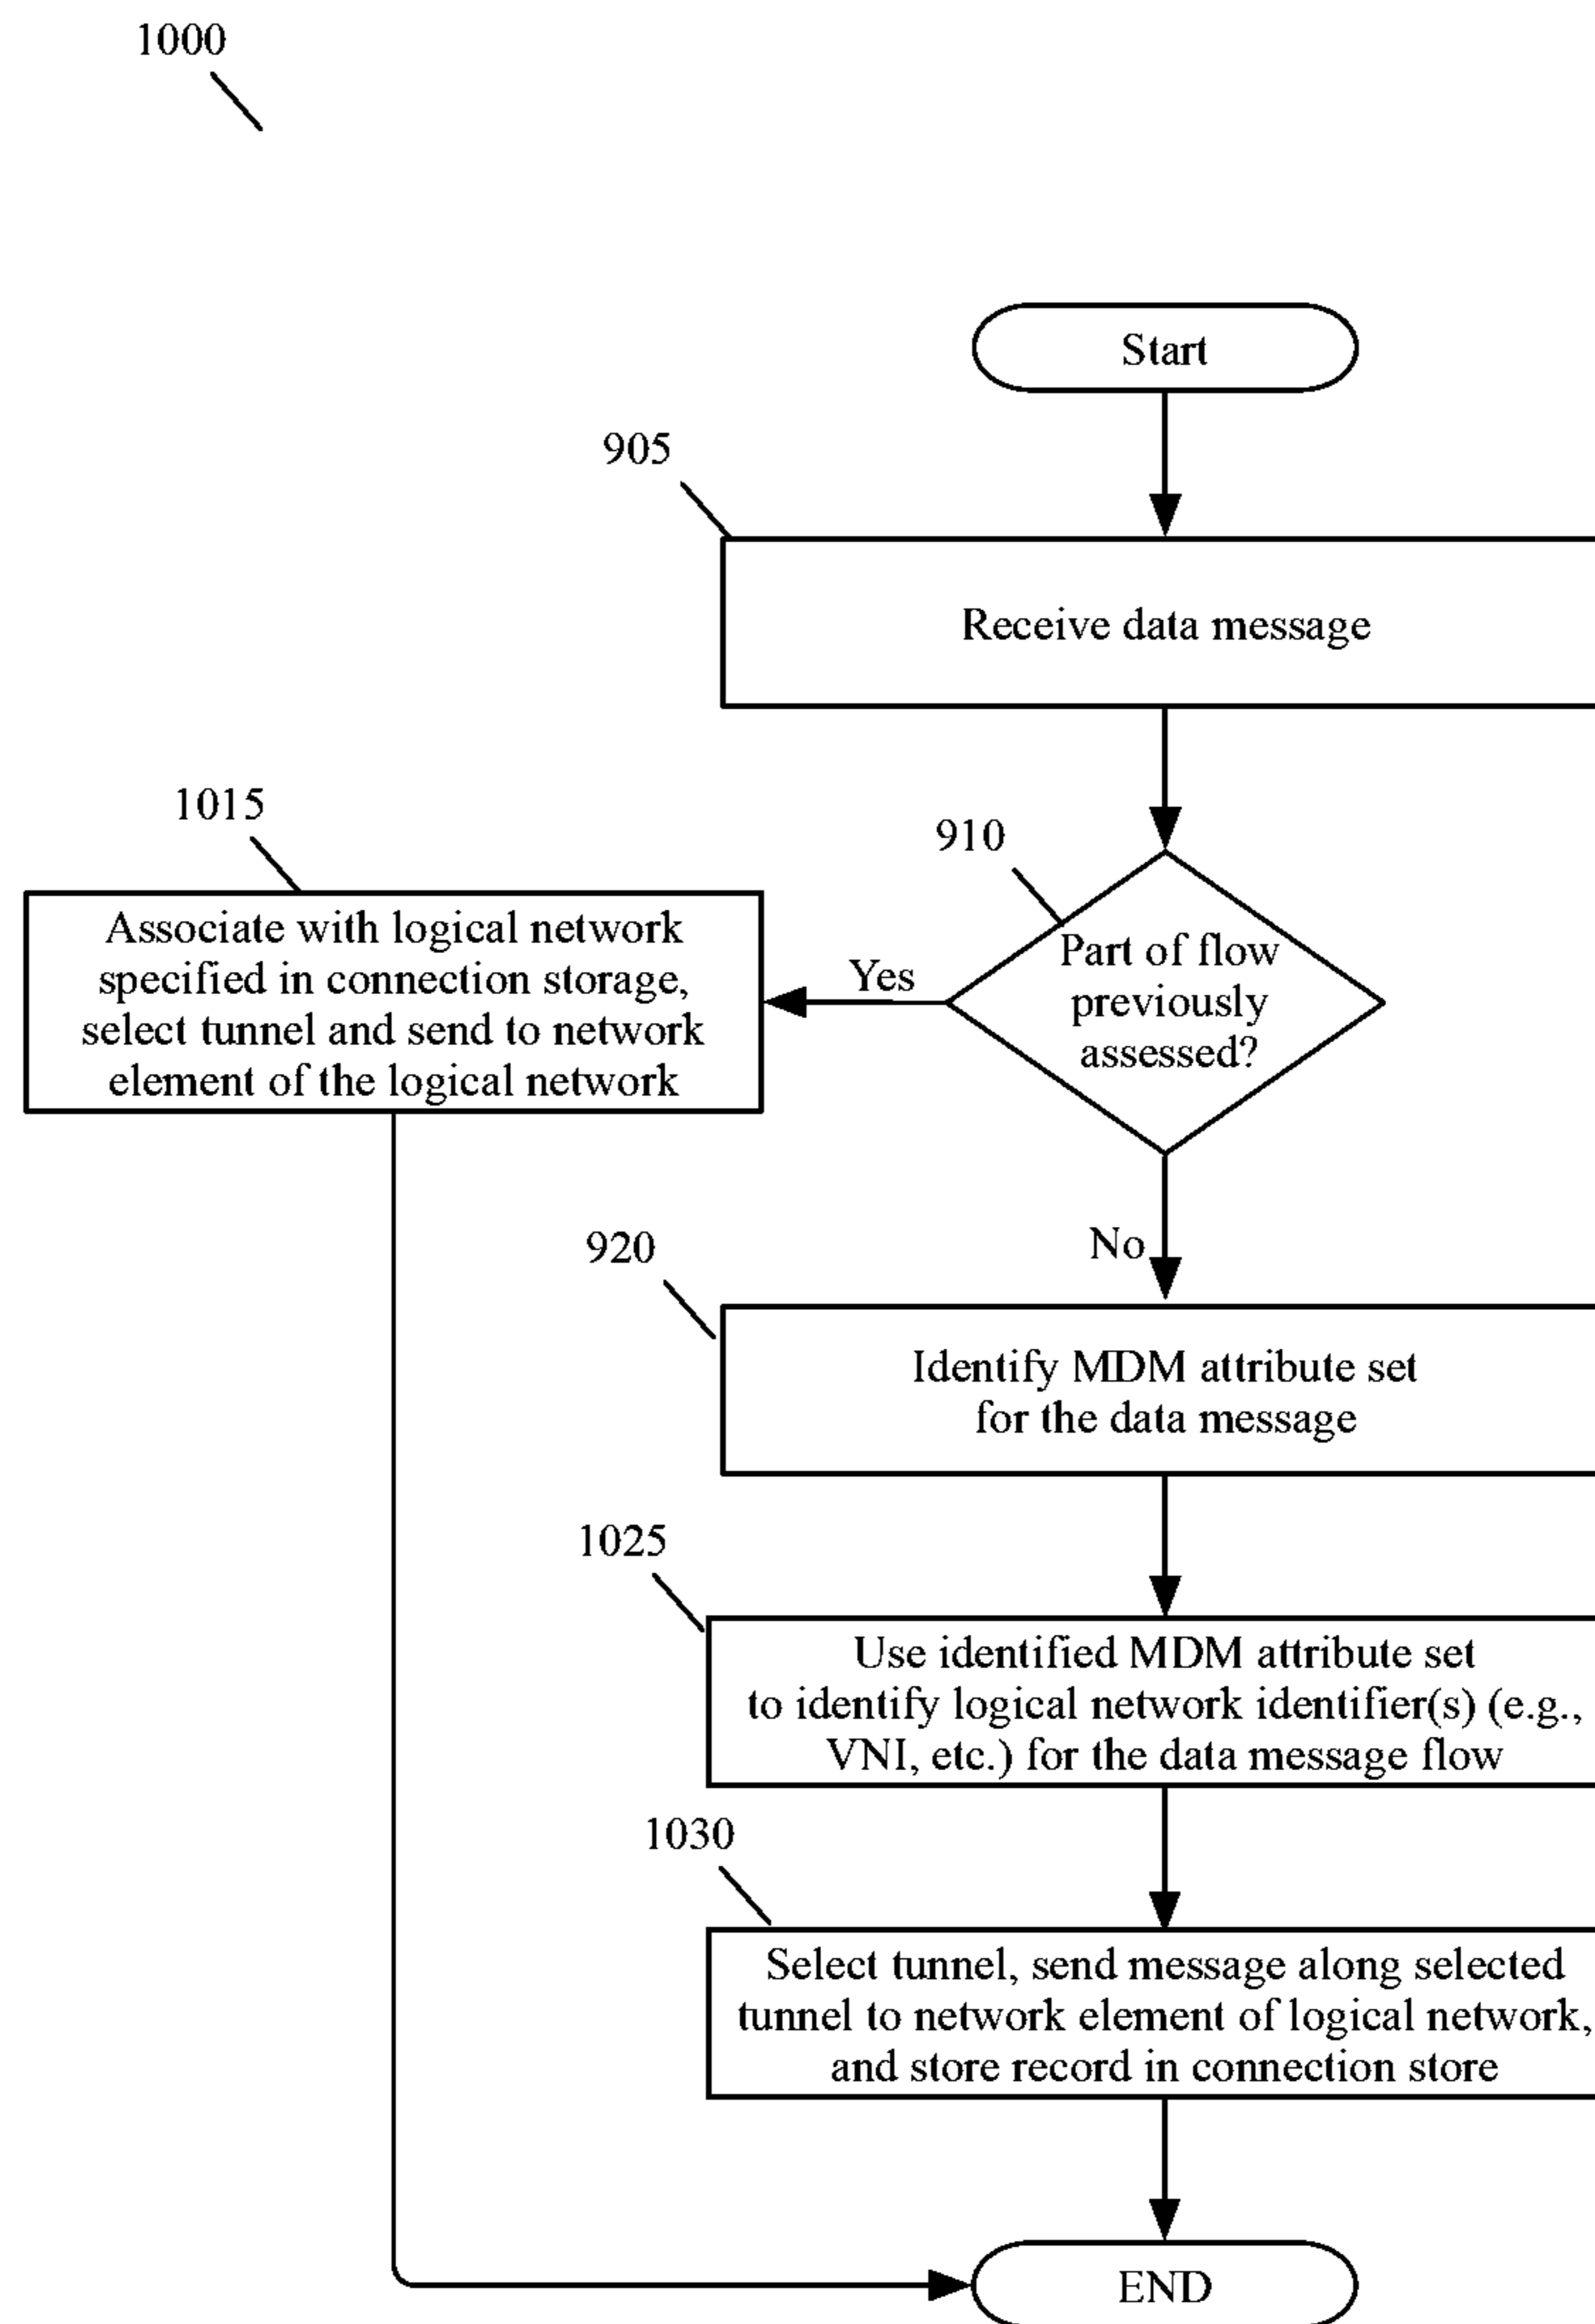 1000
Start
905
Receive data message
1015
910
Associate with logical network
specified in connection storage,
select tunnel and send to network
element of the logical network
Yes
Part of flow
previously
assessed?
No
920
Identify MDM attribute set
for the data message
1025
Use identified MDM attribute set
to identify logical network identifier(s) (e.g.,
VNI, etc.) for the data message flow
1030
Select tunnel, send message along selected
tunnel to network element of logical network,
and store record in connection store
END